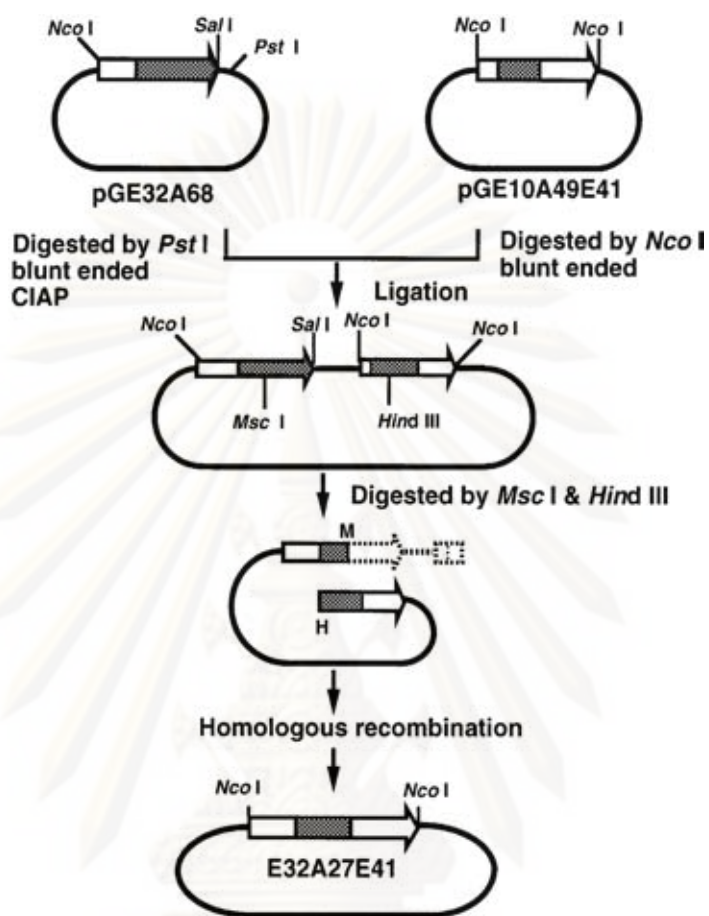 Nco I
Sal I
Pst I
pGE32A68
Nco I
Nco I
pGE10A49E41
Digested by Pst I
blunt ended
CIAP
Digested by Nco I
blunt ended
Ligation
Nco I
Sal I
Nco I
Nco I
Msc I
Hind III
Digested by Msc I & Hind III
M
H
Homologous recombination
Nco I
Nco I
E32A27E41